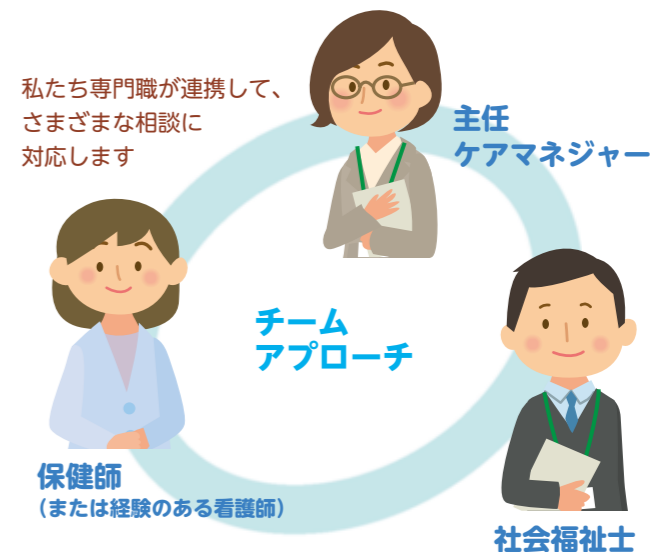 私たち専門職が連携して、
さまざまな相談に
対応します
主任
ケアマネジャー
チーム
アプローチ
保健師
（または経験のある看護師）
社会福祉士